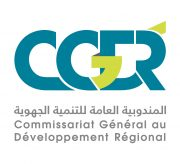 CGDR
المندوبية العامة للتنمية الجهوية
Commissariat Général au
Développement Régional